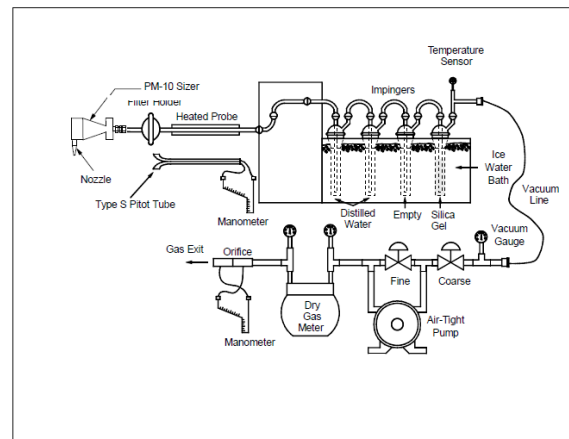 Temperature
Sensor
PM-10 Sizer
Filter Holder
Heated Probe
Impingers
Nozzle
Type S Pitot Tube
Manometer
Distilled
Water
Empty
Silica
Gel
Ice
Water
Bath
Vacuum
Line
Vacuum
Gauge
Gas Exit
Orifice
Manometer
Dry
Gas
Meter
Fine
Coarse
Air-Tight
Pump